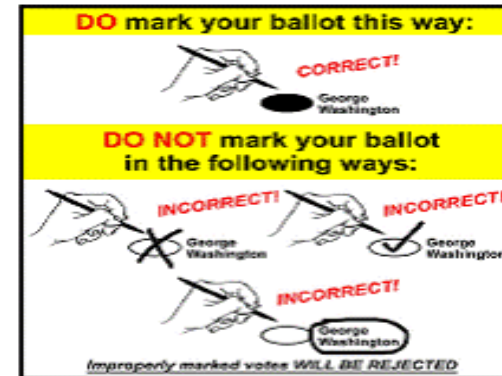 DO mark your ballot this way:
CORRECT!
George
Washington
DO NOT mark your ballot
in the following ways:
INCORRECT!
George
Washington
INCORRECT!
George
Washington
INCORRECT!
George
Washington
Improperly marked votes WILL BE REJECTED